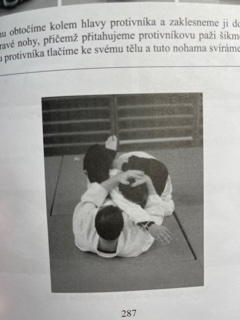 nu obtočíme kolem hlavy protivníka a zaklesneme ji do
ravé nohy, přičemž přitahujeme protivníkovu paži šikmo
u protivníka tlačíme ke svému tělu a tuto nohama svíráme
287